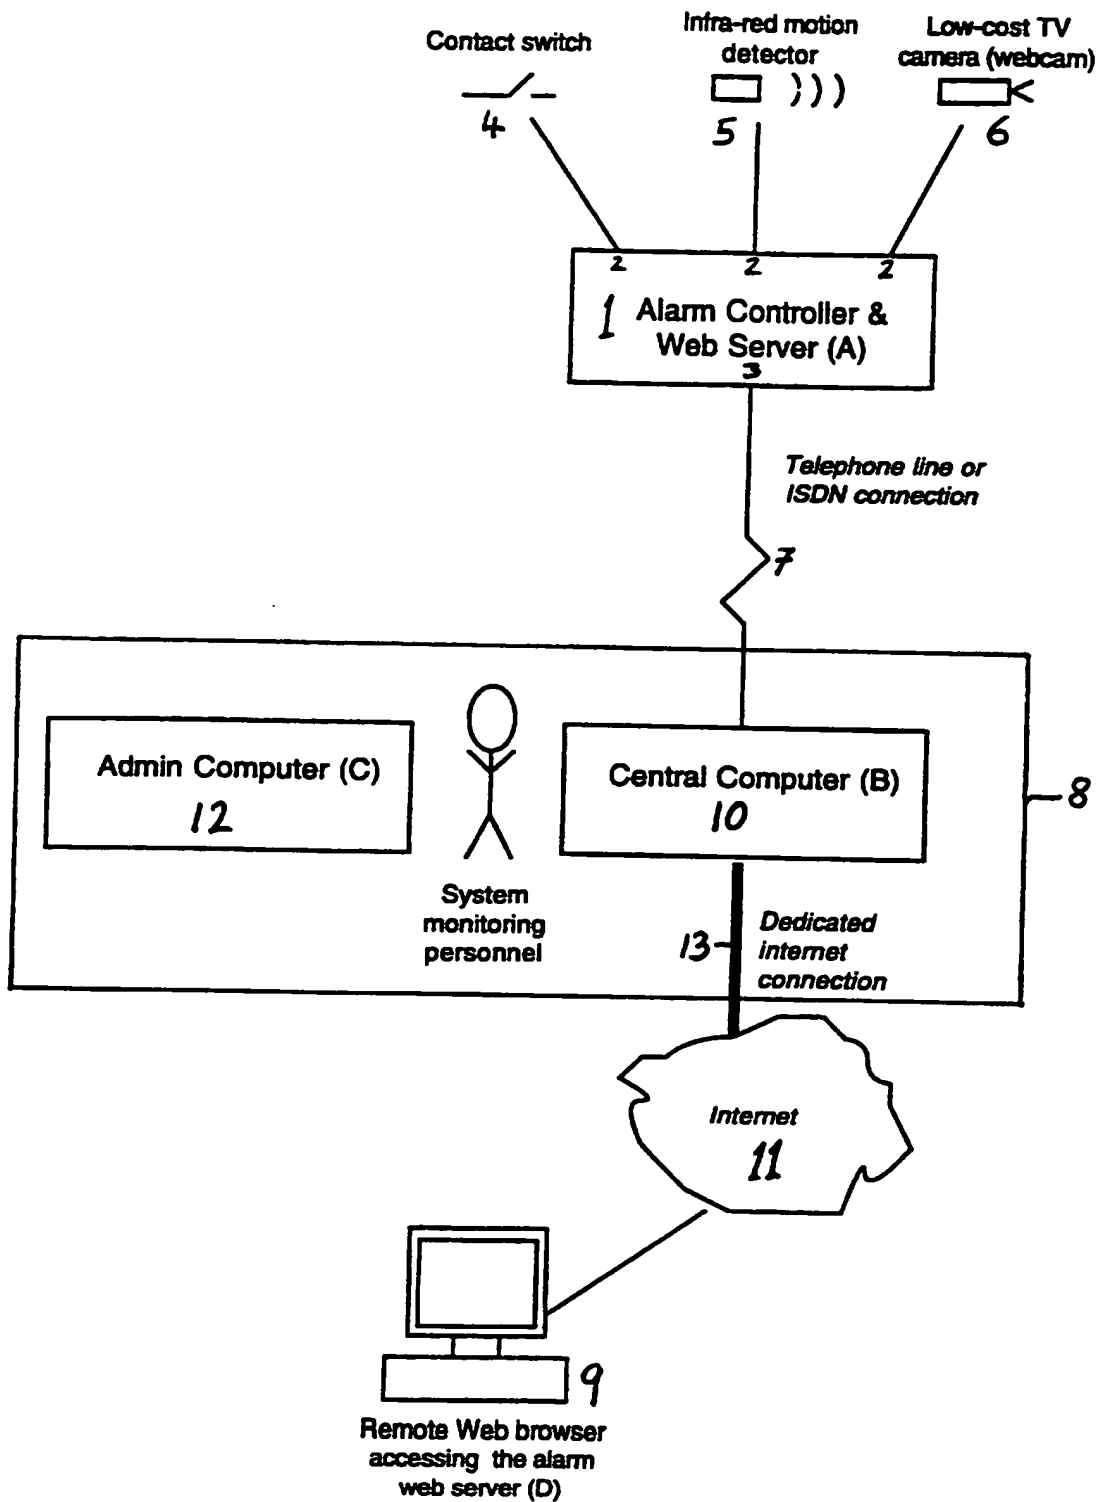 Contact switch
Infra-red motion
detector
Low-cost TV
camera (webcam)
4
5
6
2
2
2
1
Alarm Controller &
Web Server (A)
3
Telephone line or
ISDN connection
7
Admin Computer (C)
12
Central Computer (B)
10
8
System
monitoring
personnel
13
Dedicated
internet
connection
Internet
11
9
Remote Web browser
accessing the alarm
web server (D)